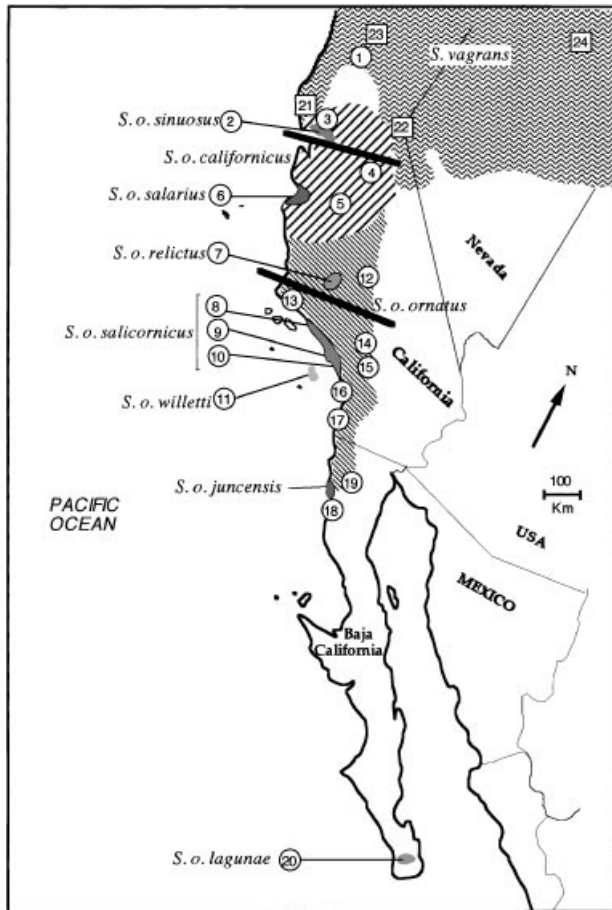 23
24
1
S. vagrans
21
3
S. o. sinuosus 2
22
S. o. californicus
4
S. o. salarius 6
5
Nevada
S. o. relictus 7
12
13
S. o. ornatus
8
S. o. salicornicus 9
14
10
15
California
N
11
S. o. willetti
16
17
100
Km
S. o. juncensis
19
18
PACIFIC
OCEAN
USA
MEXICO
Baja
California
S. o. lagunae 20